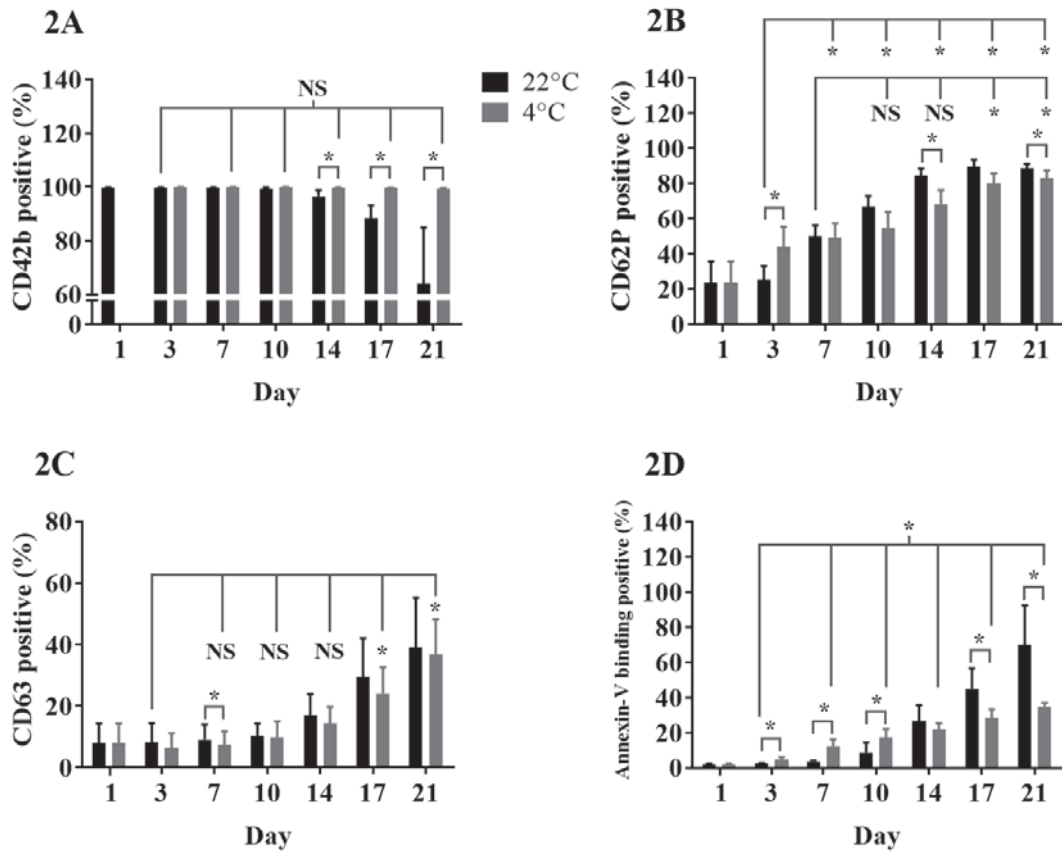 2A
CD42b positive (%)
140
120
100
80
60
0
NS
* * *
1 3 7 10 14 17 21
Day
22°C
4°C
2B
CD62P positive (%)
140
120
100
80
60
40
20
0
* * * * *
NS NS * *
* * *
1 3 7 10 14 17 21
Day
2C
CD63 positive (%)
80
60
40
20
0
NS NS NS * *
*
1 3 7 10 14 17 21
Day
2D
Annexin-V binding positive (%)
140
120
100
80
60
40
20
0
*
* * * * *
1 3 7 10 14 17 21
Day